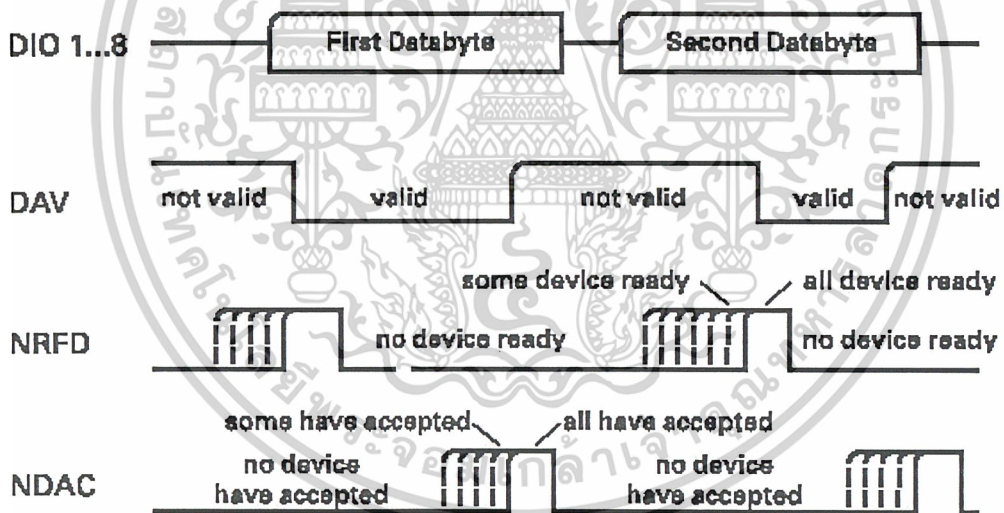 DIO 1...8 First Databyte Second Databyte
DAV not valid valid not valid valid not valid
some device ready all device ready
NRFD no device ready no device ready
some have accepted all have accepted
NDAC no device have accepted no device have accepted